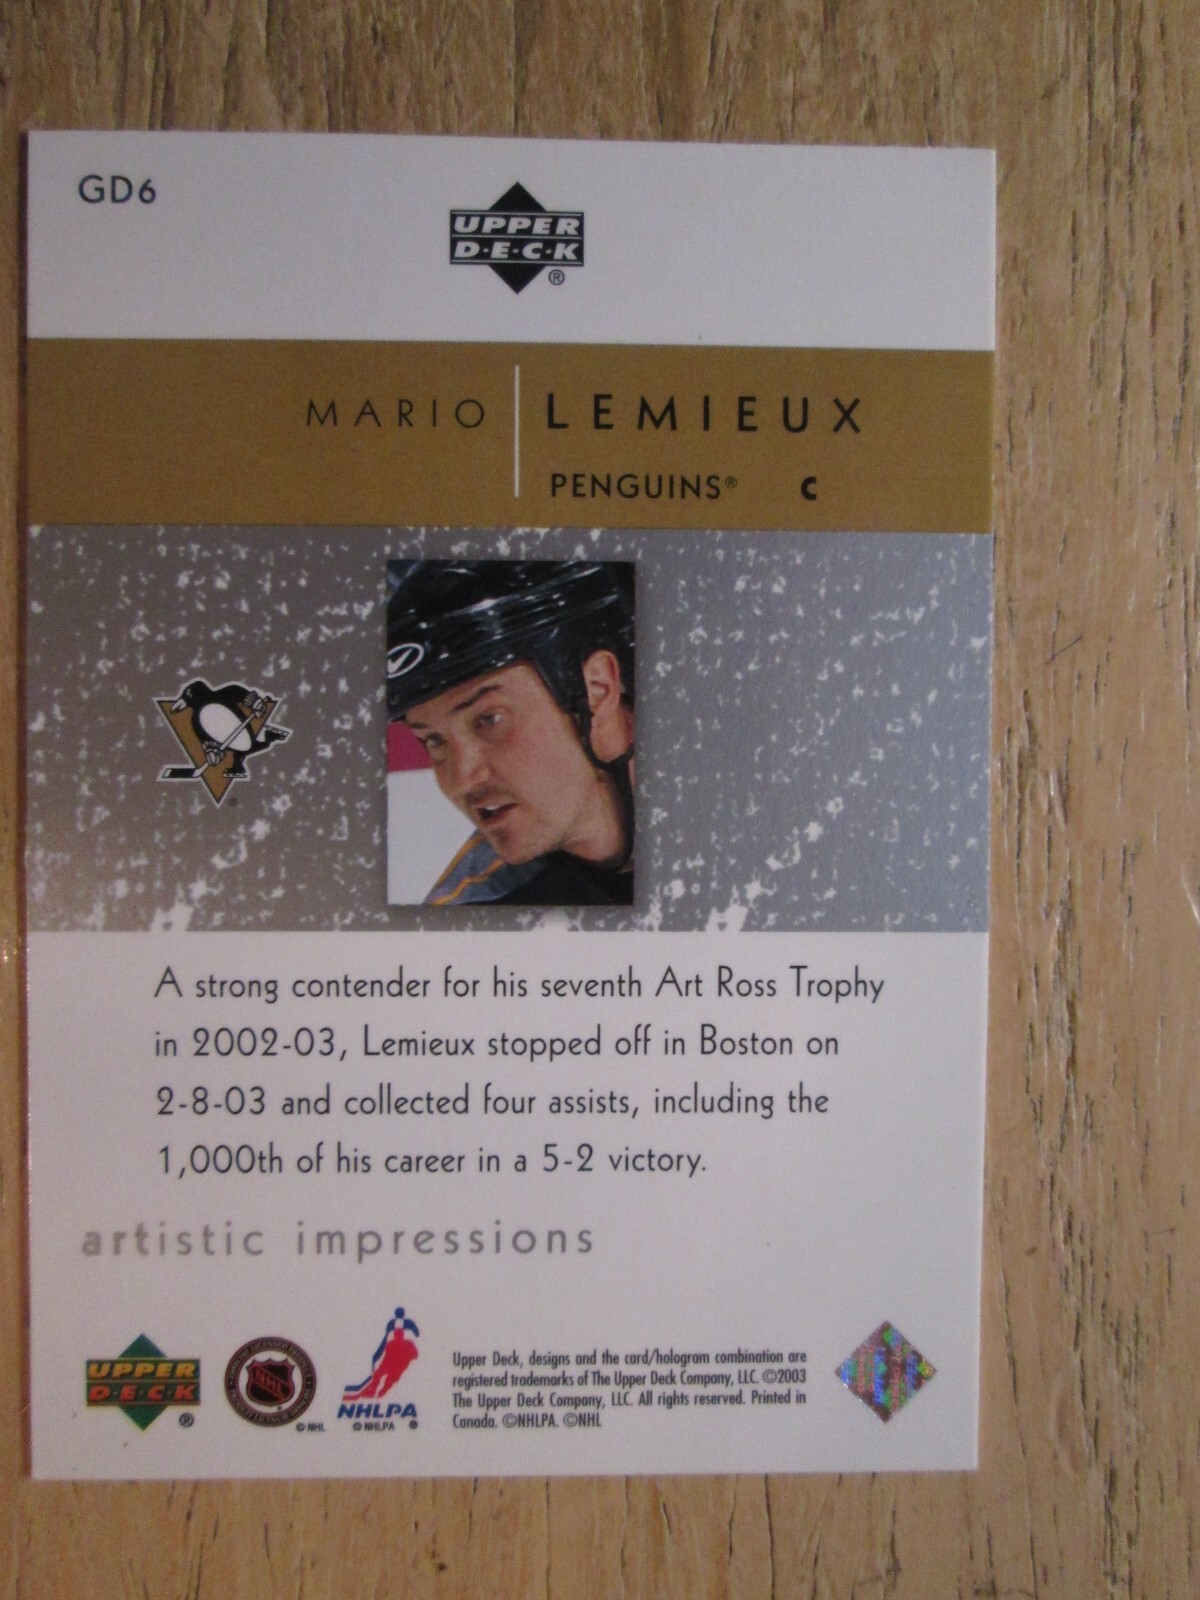 GD6
UPPER
D·E·C·K
®
MARIO LEMIEUX
PENGUINS® C
A strong contender for his seventh Art Ross Trophy
in 2002-03, Lemieux stopped off in Boston on
2-8-03 and collected four assists, including the
1,000th of his career in a 5-2 victory.
artistic impressions
UPPER
D·E·C·K
®
NHL
© NHL
NHLPA
© NHLPA ®
Upper Deck, designs and the card/hologram combination are
registered trademarks of The Upper Deck Company, LLC. ©2003
The Upper Deck Company, LLC. All rights reserved. Printed in
Canada. ©NHLPA. ©NHL